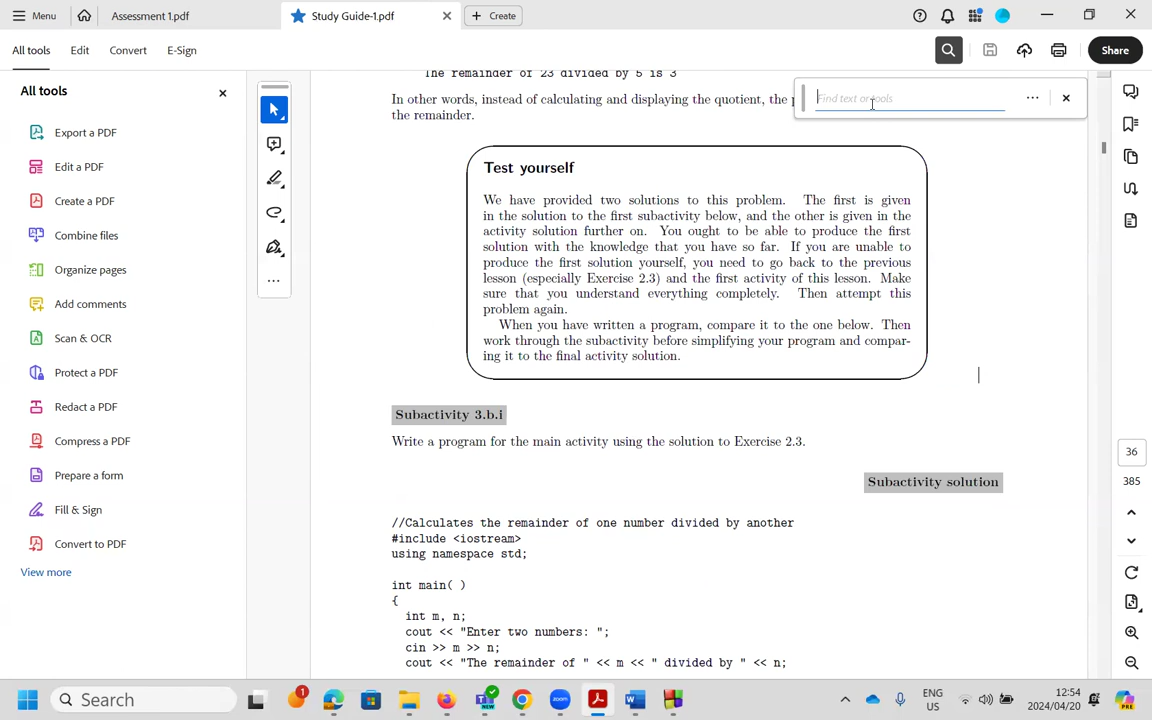 Menu
Assessment 1.pdf
Study Guide-1.pdf
Create
All tools
Edit
Convert
E-Sign
Share
All tools
Export a PDF
Edit a PDF
Create a PDF
Combine files
Organize pages
Add comments
Scan & OCR
Protect a PDF
Redact a PDF
Compress a PDF
Prepare a form
Fill & Sign
Convert to PDF
View more
Find text or tools
The remainder of 23 divided by 5 is 3
In other words, instead of calculating and displaying the quotient, the
the remainder.
Test yourself
We have provided two solutions to this problem. The first is given
in the solution to the first subactivity below, and the other is given in the
activity solution further on. You ought to be able to produce the first
solution with the knowledge that you have so far. If you are unable to
produce the first solution yourself, you need to go back to the previous
lesson (especially Exercise 2.3) and the first activity of this lesson. Make
sure that you understand everything completely. Then attempt this
problem again.
When you have written a program, compare it to the one below. Then
work through the subactivity before simplifying your program and compar-
ing it to the final activity solution.
Subactivity 3.b.i
Write a program for the main activity using the solution to Exercise 2.3.
Subactivity solution
//Calculates the remainder of one number divided by another
#include <iostream>
using namespace std;
int main( )
{
int m, n;
cout << "Enter two numbers: ";
cin >> m >> n;
cout << "The remainder of " << m << " divided by " << n;
36
385
Search
1
NEW
ENG
US
12:54
2024/04/20
PRE